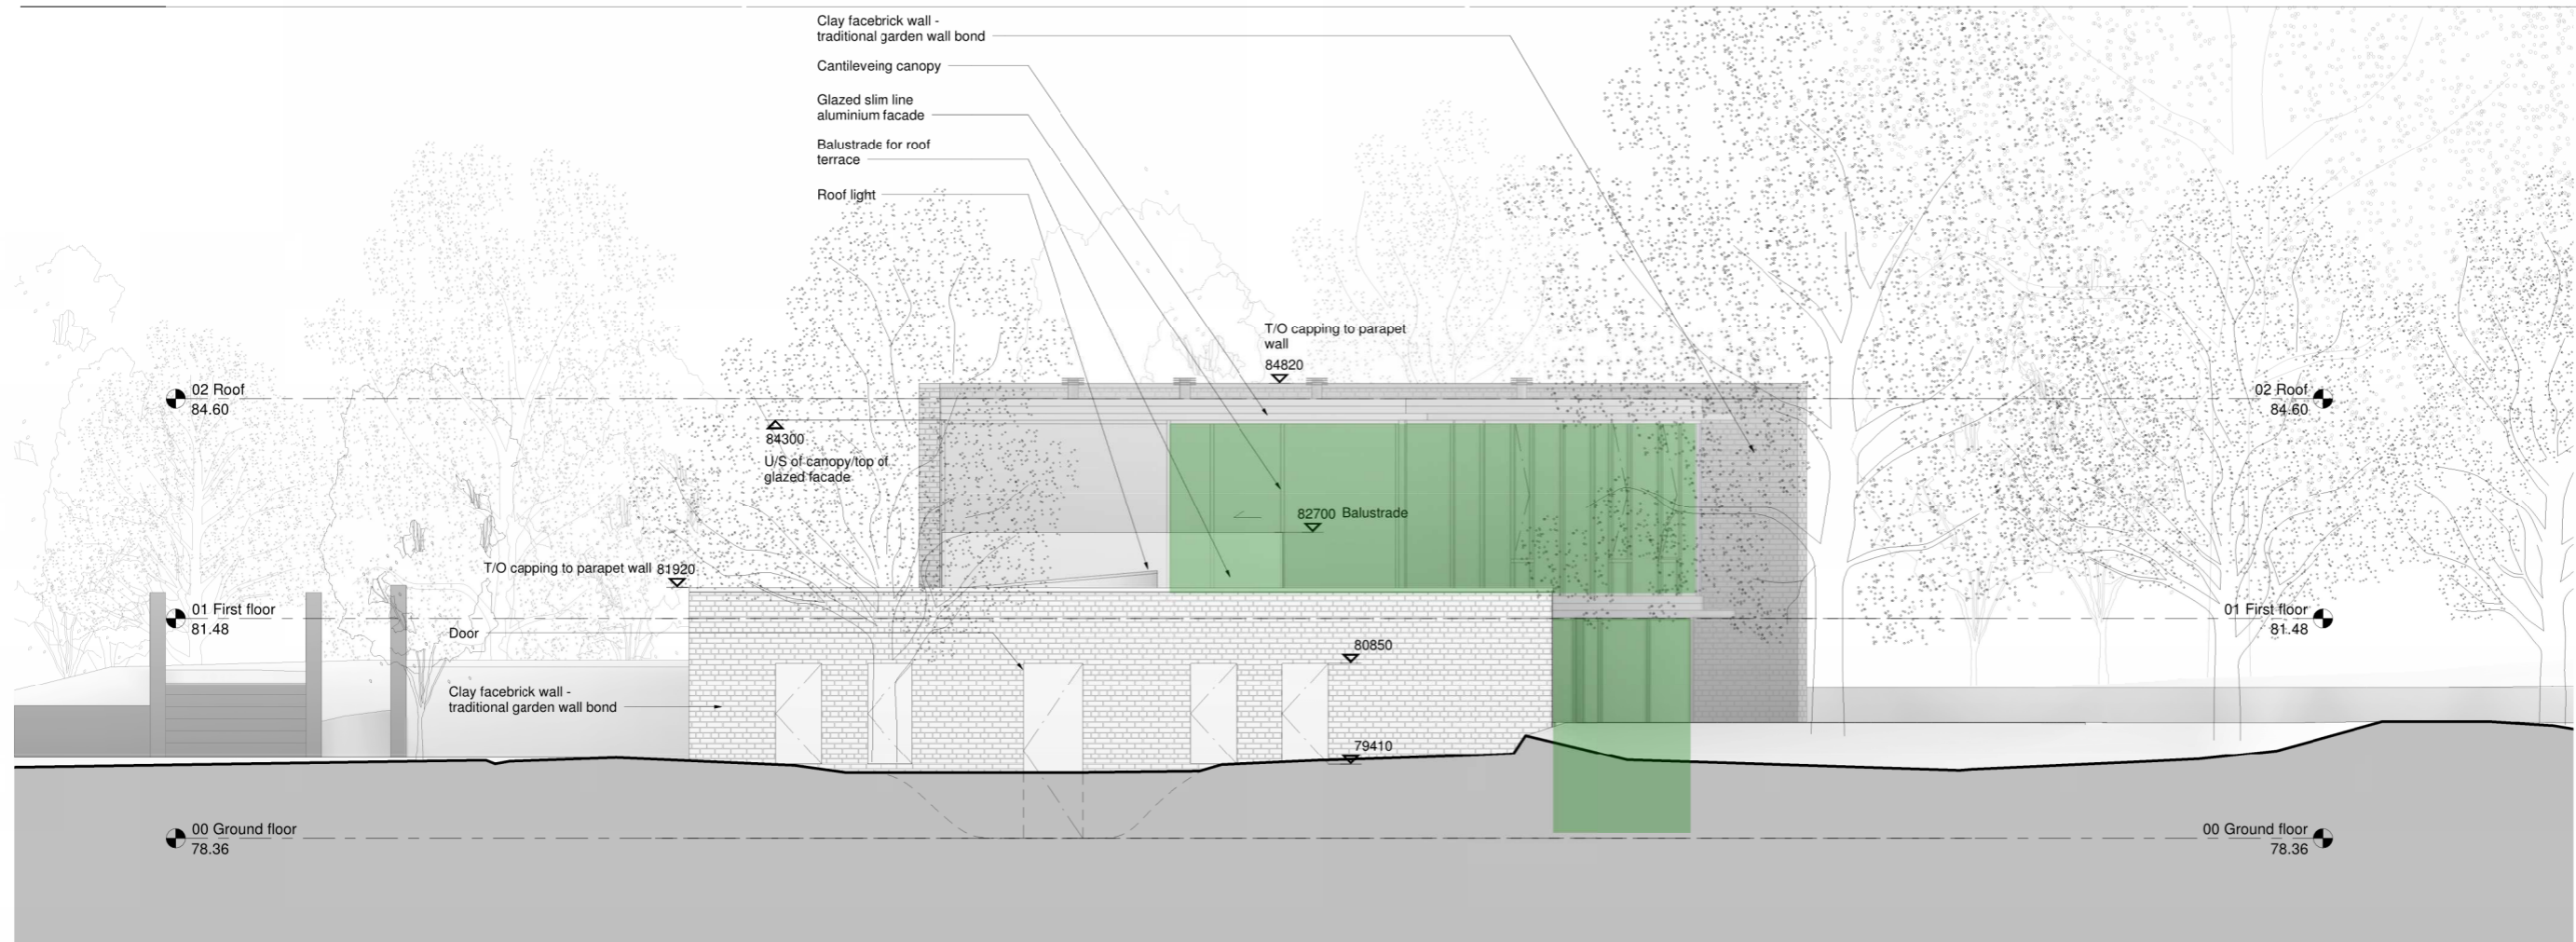 Clay facebrick wall -
traditional garden wall bond
Cantileveing canopy
Glazed slim line
aluminium facade
Balustrade for roof
terrace
Roof light
T/O capping to parapet
wall
84820
02 Roof
84.60
02 Roof
84.60
84300
U/S of canopy/top of
glazed facade
82700 Balustrade
T/O capping to parapet wall 81920
01 First floor
81.48
01 First floor
81.48
Door
80850
Clay facebrick wall -
traditional garden wall bond
79410
00 Ground floor
78.36
00 Ground floor
78.36